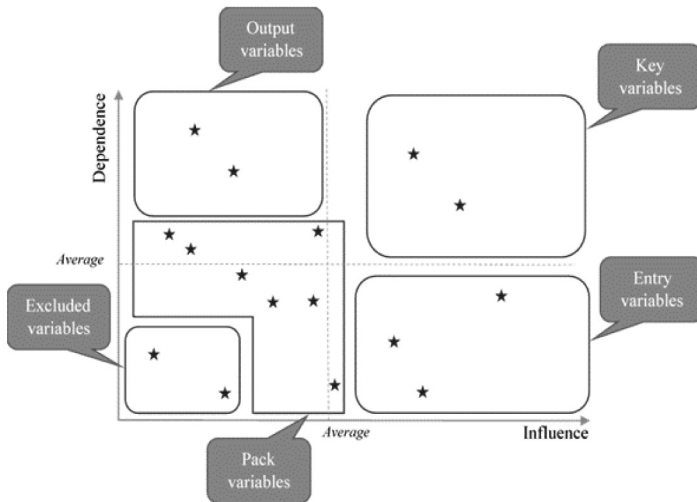 Output
variables
Key
variables
Dependence
Average
Excluded
variables
Entry
variables
Average
Influence
Pack
variables